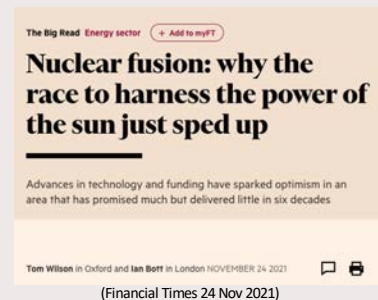 The Big Read Energy sector + Add to myFT
Nuclear fusion: why the
race to harness the power of
the sun just sped up
Advances in technology and funding have sparked optimism in an
area that has promised much but delivered little in six decades
Tom Wilson in Oxford and Ian Bott in London NOVEMBER 24 2021
(Financial Times 24 Nov 2021)